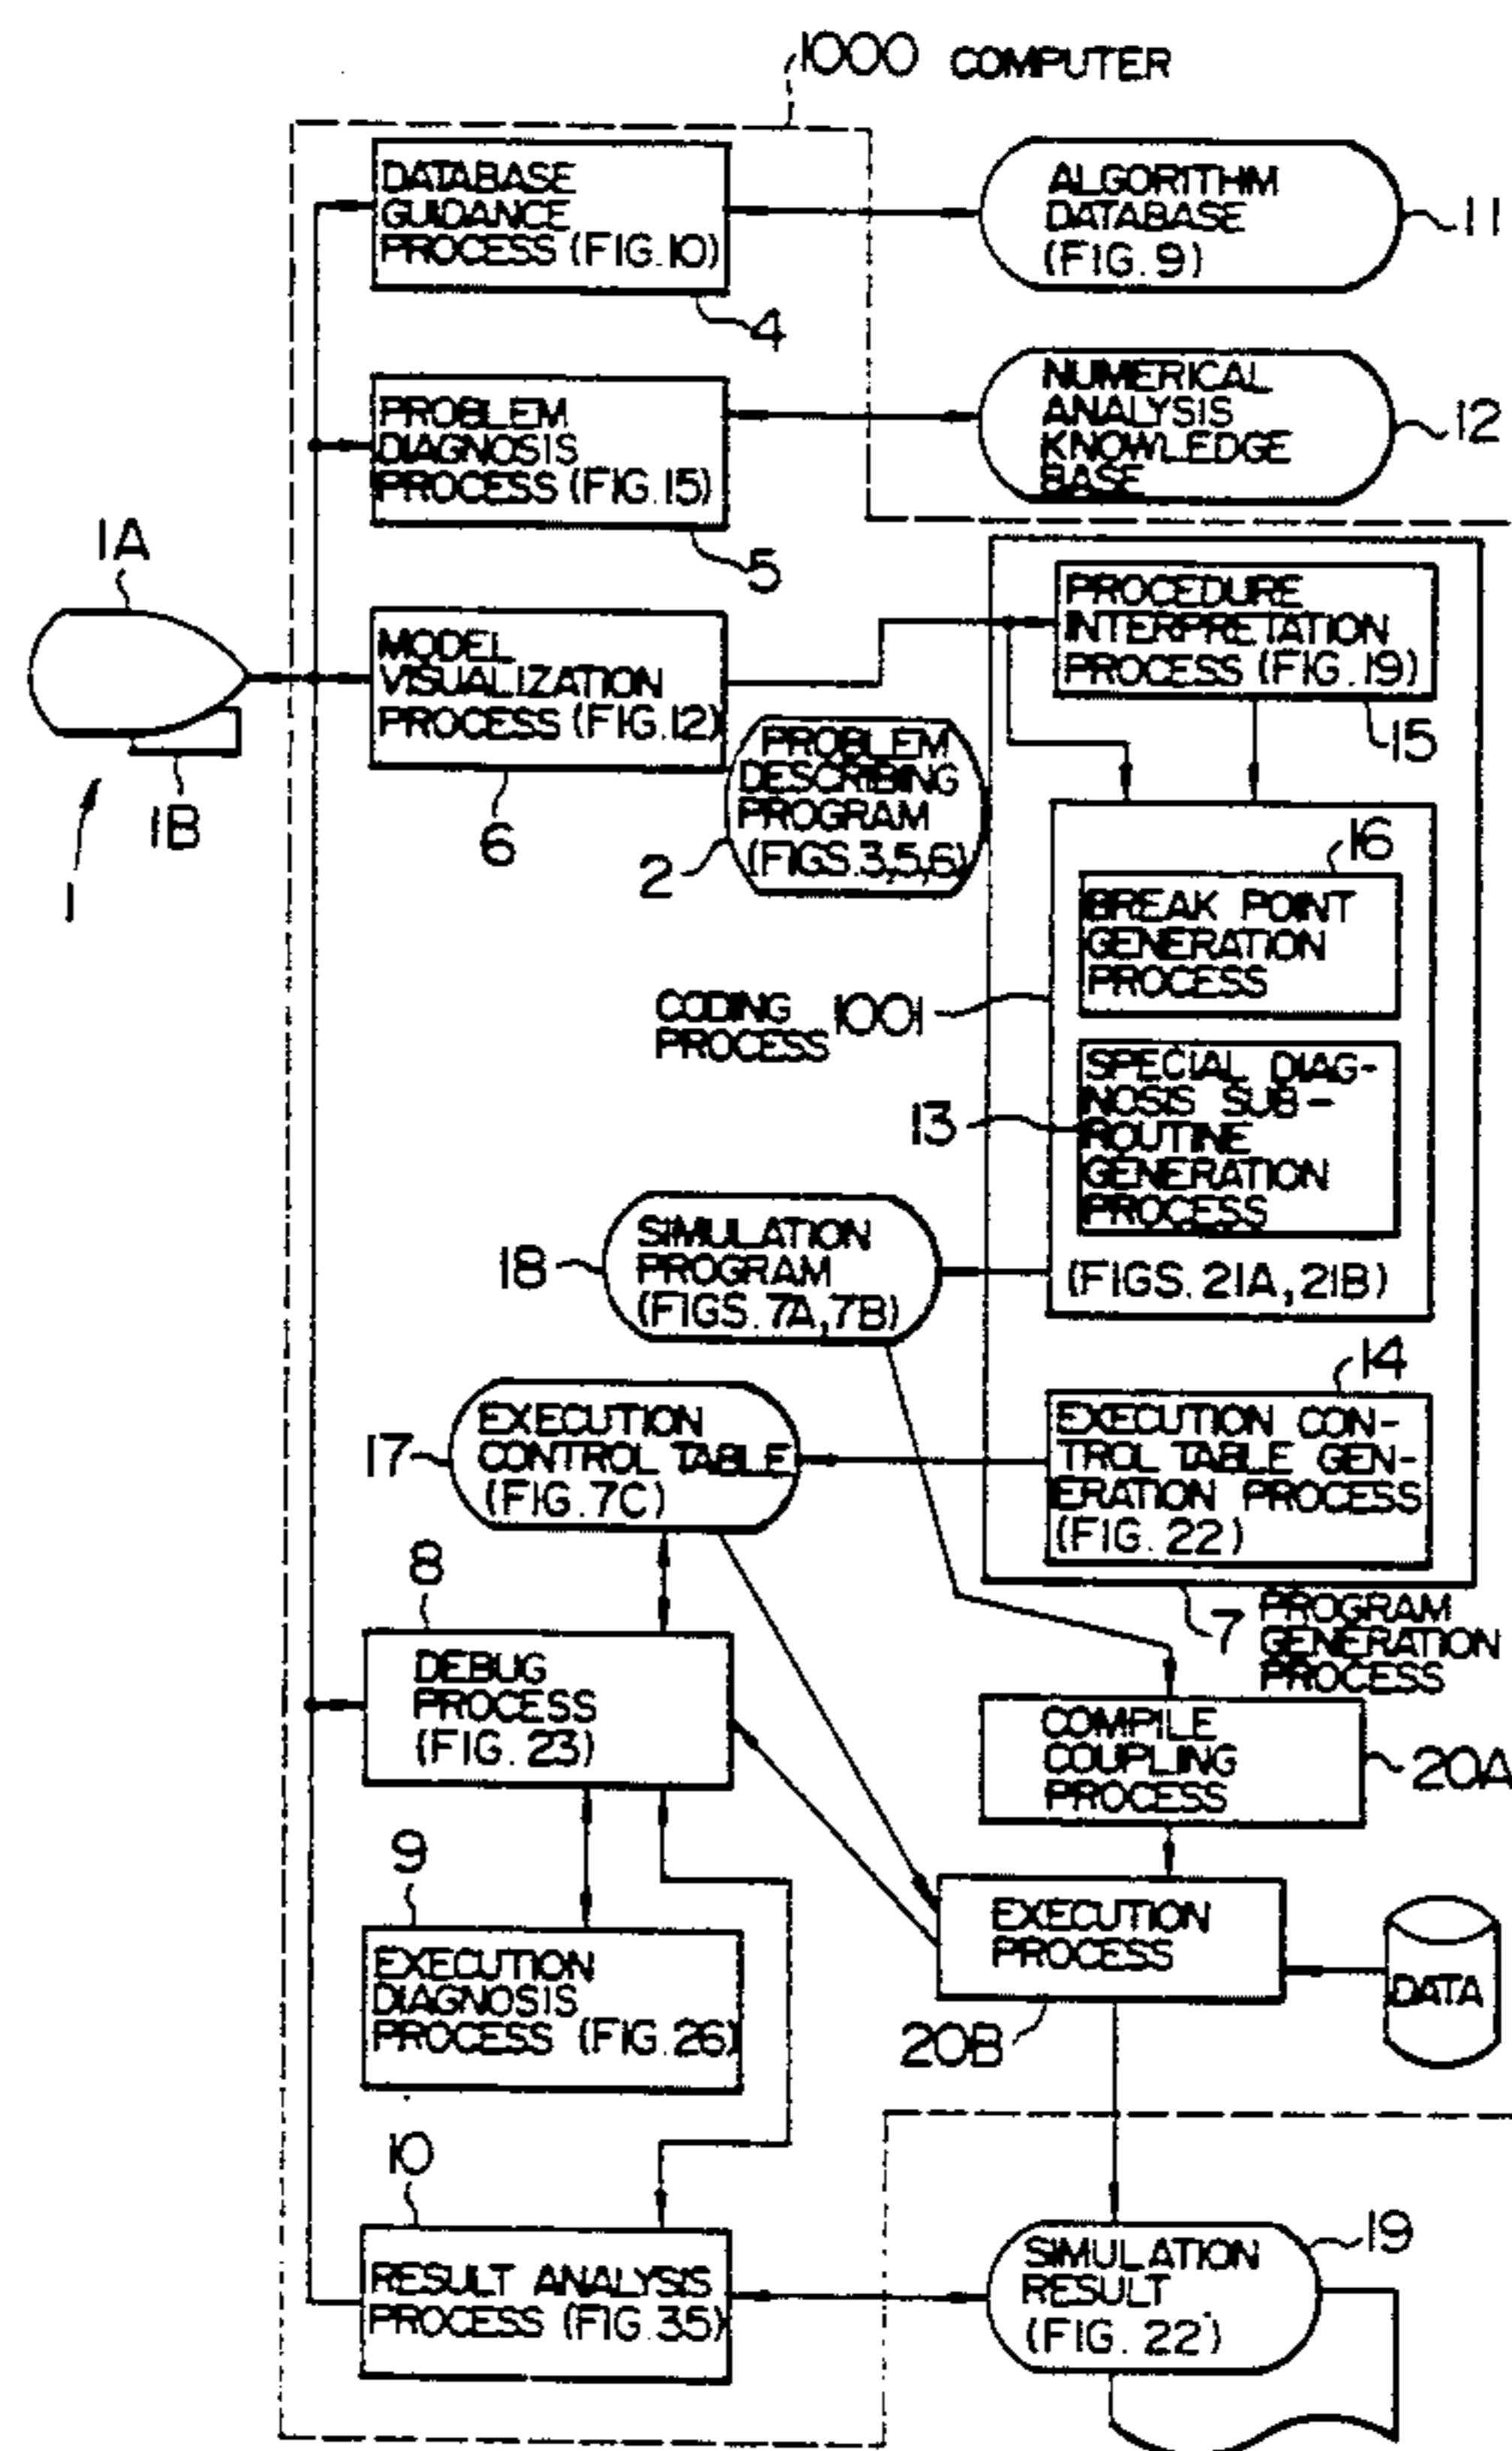 1000 COMPUTER
DATABASE
GUIDANCE
PROCESS (FIG. 10)
4
ALGORITHM
DATABASE
(FIG. 9)
11
PROBLEM
DIAGNOSIS
PROCESS (FIG. 15)
5
NUMERICAL
ANALYSIS
KNOWLEDGE
BASE
12
1A
1B
1
MODEL
VISUALIZATION
PROCESS (FIG. 12)
6
PROBLEM
DESCRIBING
PROGRAM
(FIGS. 3,5,6)
2
PROCEDURE
INTERPRETATION
PROCESS (FIG. 19)
15
16
BREAK POINT
GENERATION
PROCESS
CODING
PROCESS
1001
SPECIAL DIAG-
NOSIS SUB-
ROUTINE
GENERATION
PROCESS
13
(FIGS. 21A, 21B)
SIMULATION
PROGRAM
(FIGS. 7A, 7B)
18
14
EXECUTION CON-
TROL TABLE GEN-
ERATION PROCESS
(FIG. 22)
EXECUTION
CONTROL TABLE
(FIG. 7C)
17
7
PROGRAM
GENERATION
PROCESS
8
DEBUG
PROCESS
(FIG. 23)
COMPILE
COUPLING
PROCESS
20A
9
EXECUTION
DIAGNOSIS
PROCESS (FIG. 26)
EXECUTION
PROCESS
20B
DATA
10
RESULT ANALYSIS
PROCESS (FIG. 35)
SIMULATION
RESULT
(FIG. 22)
19